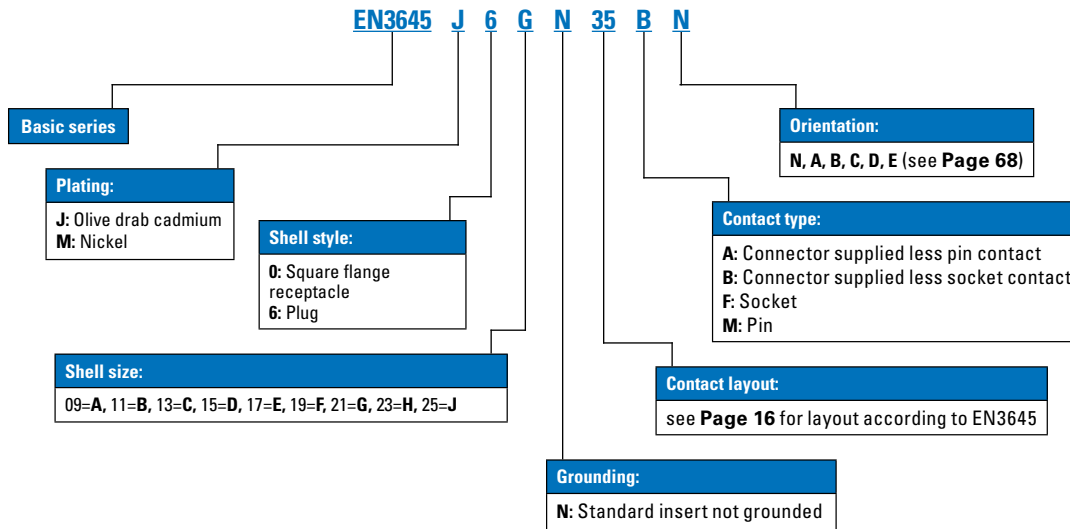 EN3645 J 6 G N 35 B N
Basic series
Orientation:
N, A, B, C, D, E (see Page 68)
Plating:
J: Olive drab cadmium
M: Nickel
Shell style:
0: Square flange
receptacle
6: Plug
Contact type:
A: Connector supplied less pin contact
B: Connector supplied less socket contact
F: Socket
M: Pin
Shell size:
09=A, 11=B, 13=C, 15=D, 17=E, 19=F, 21=G, 23=H, 25=J
Contact layout:
see Page 16 for layout according to EN3645
Grounding:
N: Standard insert not grounded